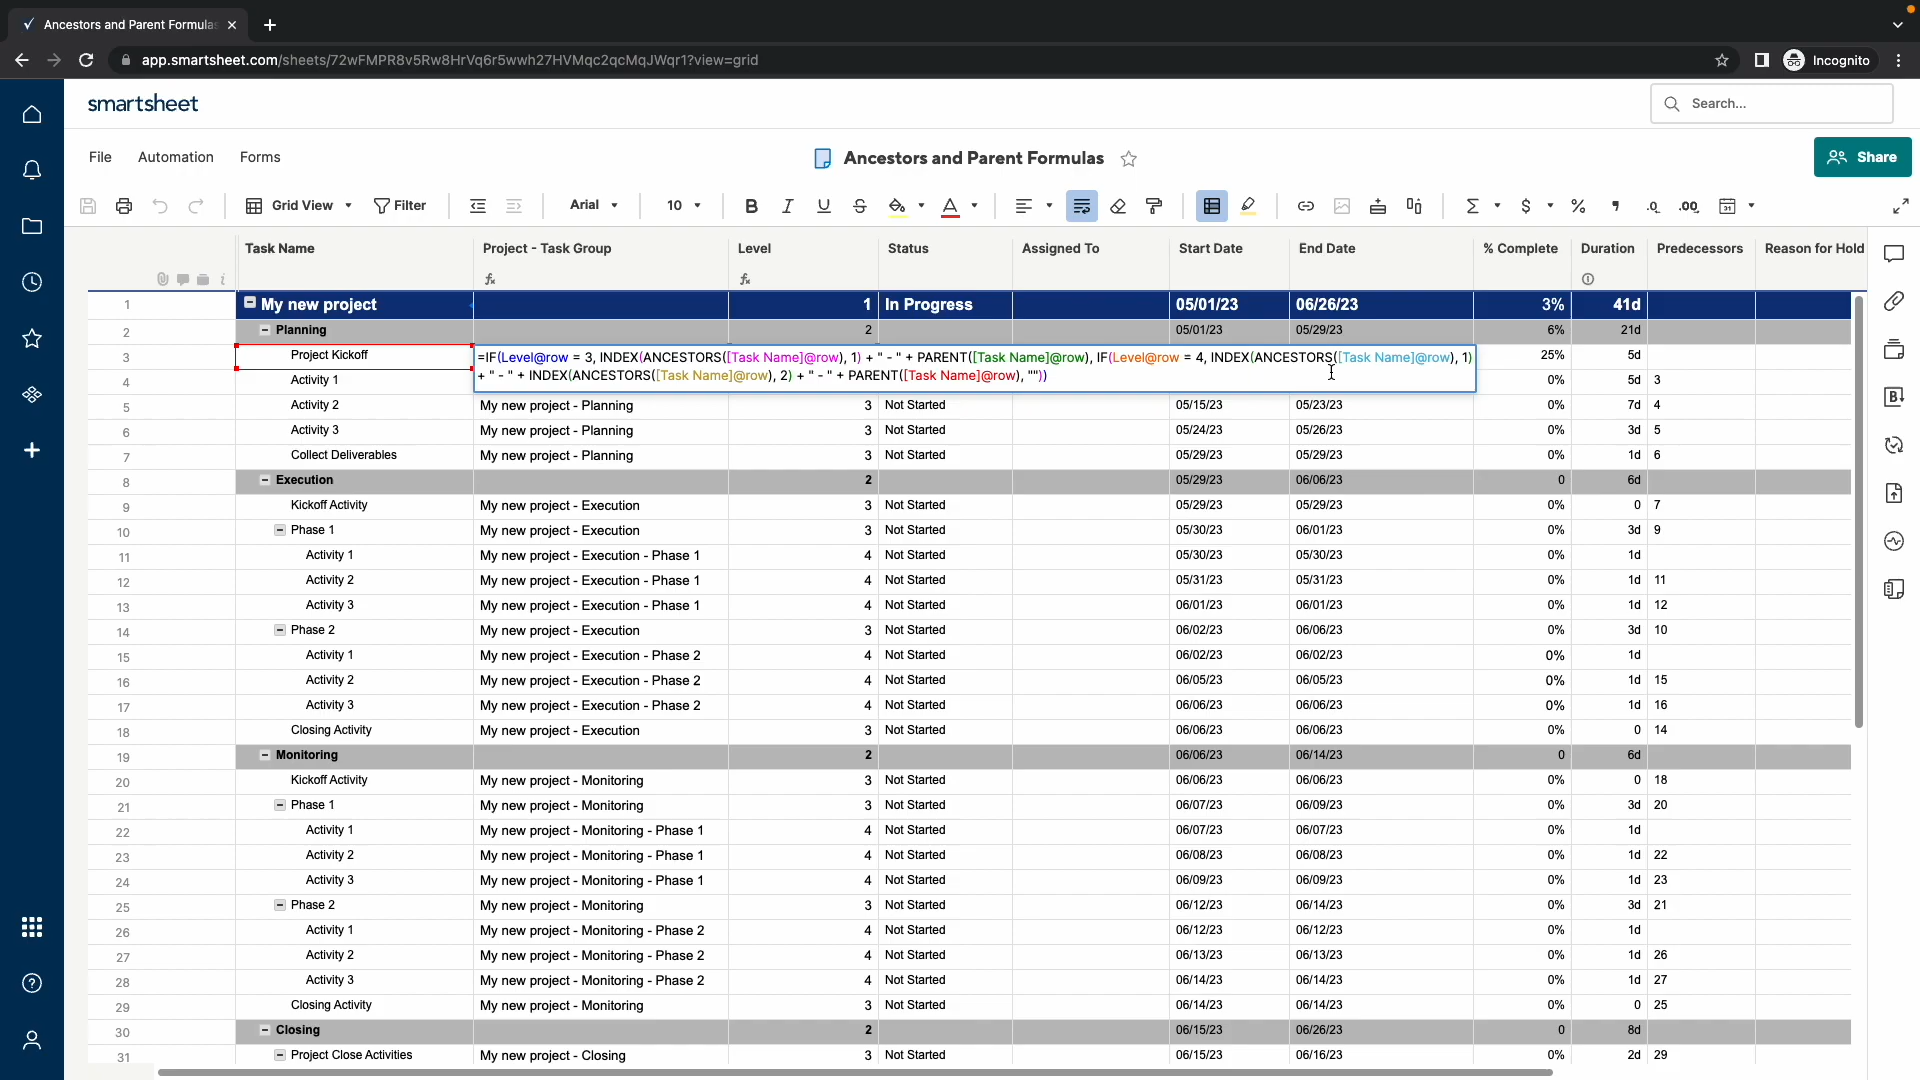 Ancestors and Parent Formulas
app.smartsheet.com/sheets/72wFMPR8v5Rw8HrVq6r5wwh27HVMqc2qcMqJWqr1?view=grid
Incognito
smartsheet
Search...
File Automation Forms
Ancestors and Parent Formulas
Share
Grid View Filter Arial 10 B I U S A Σ $ % , .0 .00 31
Task Name Project - Task Group Level Status Assigned To Start Date End Date % Complete Duration Predecessors Reason for Hold
fx fx
1 My new project 1 In Progress 05/01/23 06/26/23 3% 41d
2 Planning 2 05/01/23 05/29/23 6% 21d
3 Project Kickoff 25% 5d
=IF(Level@row = 3, INDEX(ANCESTORS([Task Name]@row), 1) + " - " + PARENT([Task Name]@row), IF(Level@row = 4, INDEX(ANCESTORS([Task Name]@row), 1)
+ " - " + INDEX(ANCESTORS([Task Name]@row), 2) + " - " + PARENT([Task Name]@row), ""))
4 Activity 1 0% 5d 3
5 Activity 2 My new project - Planning 3 Not Started 05/15/23 05/23/23 0% 7d 4
6 Activity 3 My new project - Planning 3 Not Started 05/24/23 05/26/23 0% 3d 5
7 Collect Deliverables My new project - Planning 3 Not Started 05/29/23 05/29/23 0% 1d 6
8 Execution 2 05/29/23 06/06/23 0 6d
9 Kickoff Activity My new project - Execution 3 Not Started 05/29/23 05/29/23 0% 0 7
10 Phase 1 My new project - Execution 3 Not Started 05/30/23 06/01/23 0% 3d 9
11 Activity 1 My new project - Execution - Phase 1 4 Not Started 05/30/23 05/30/23 0% 1d
12 Activity 2 My new project - Execution - Phase 1 4 Not Started 05/31/23 05/31/23 0% 1d 11
13 Activity 3 My new project - Execution - Phase 1 4 Not Started 06/01/23 06/01/23 0% 1d 12
14 Phase 2 My new project - Execution 3 Not Started 06/02/23 06/06/23 0% 3d 10
15 Activity 1 My new project - Execution - Phase 2 4 Not Started 06/02/23 06/02/23 0% 1d
16 Activity 2 My new project - Execution - Phase 2 4 Not Started 06/05/23 06/05/23 0% 1d 15
17 Activity 3 My new project - Execution - Phase 2 4 Not Started 06/06/23 06/06/23 0% 1d 16
18 Closing Activity My new project - Execution 3 Not Started 06/06/23 06/06/23 0% 0 14
19 Monitoring 2 06/06/23 06/14/23 0 6d
20 Kickoff Activity My new project - Monitoring 3 Not Started 06/06/23 06/06/23 0% 0 18
21 Phase 1 My new project - Monitoring 3 Not Started 06/07/23 06/09/23 0% 3d 20
22 Activity 1 My new project - Monitoring - Phase 1 4 Not Started 06/07/23 06/07/23 0% 1d
23 Activity 2 My new project - Monitoring - Phase 1 4 Not Started 06/08/23 06/08/23 0% 1d 22
24 Activity 3 My new project - Monitoring - Phase 1 4 Not Started 06/09/23 06/09/23 0% 1d 23
25 Phase 2 My new project - Monitoring 3 Not Started 06/12/23 06/14/23 0% 3d 21
26 Activity 1 My new project - Monitoring - Phase 2 4 Not Started 06/12/23 06/12/23 0% 1d
27 Activity 2 My new project - Monitoring - Phase 2 4 Not Started 06/13/23 06/13/23 0% 1d 26
28 Activity 3 My new project - Monitoring - Phase 2 4 Not Started 06/14/23 06/14/23 0% 1d 27
29 Closing Activity My new project - Monitoring 3 Not Started 06/14/23 06/14/23 0% 0 25
30 Closing 2 06/15/23 06/26/23 0 8d
31 Project Close Activities My new project - Closing 3 Not Started 06/15/23 06/16/23 0% 2d 29